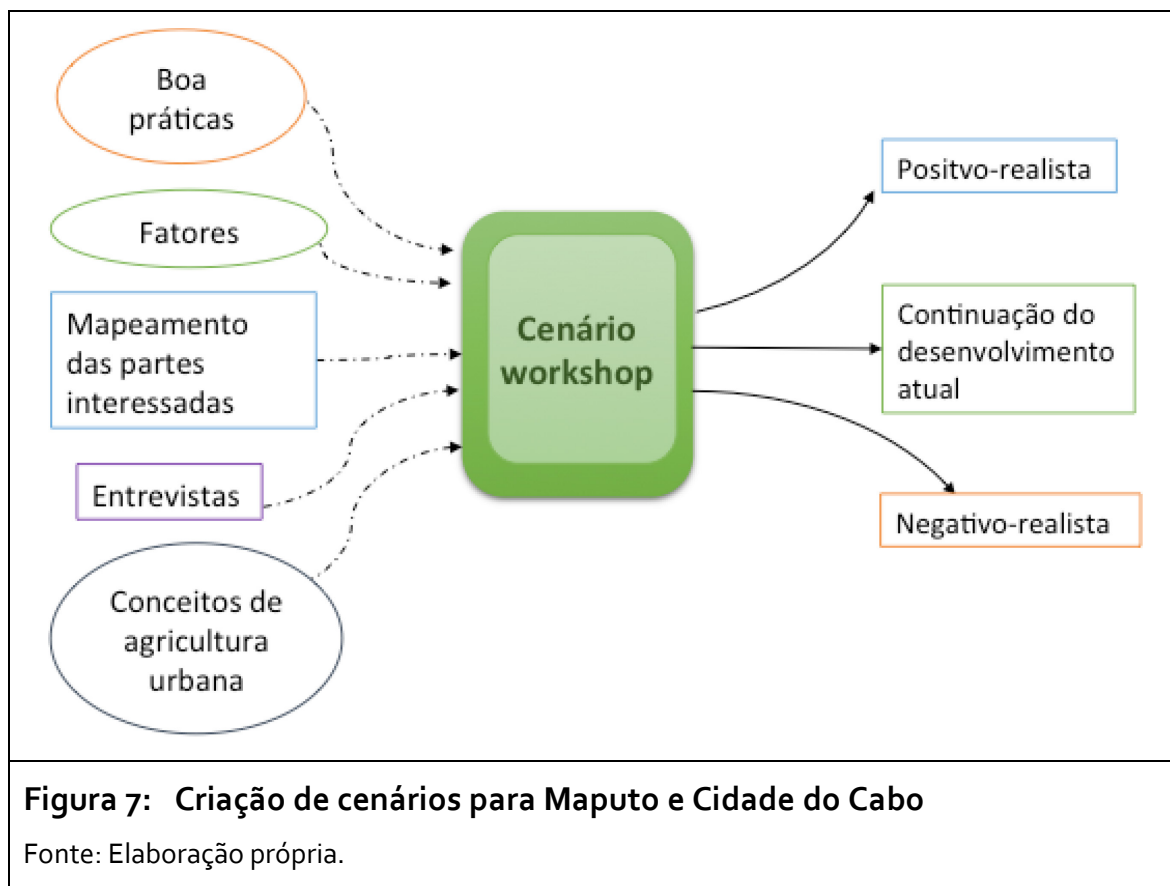 Boa
práticas
Fatores
Mapeamento
das partes
interessadas
Entrevistas
Conceitos de
agricultura
urbana
Cenário
workshop
Positvo-realista
Continuação do
desenvolvimento
atual
Negativo-realista
Figura 7: Criação de cenários para Maputo e Cidade do Cabo
Fonte: Elaboração própria.